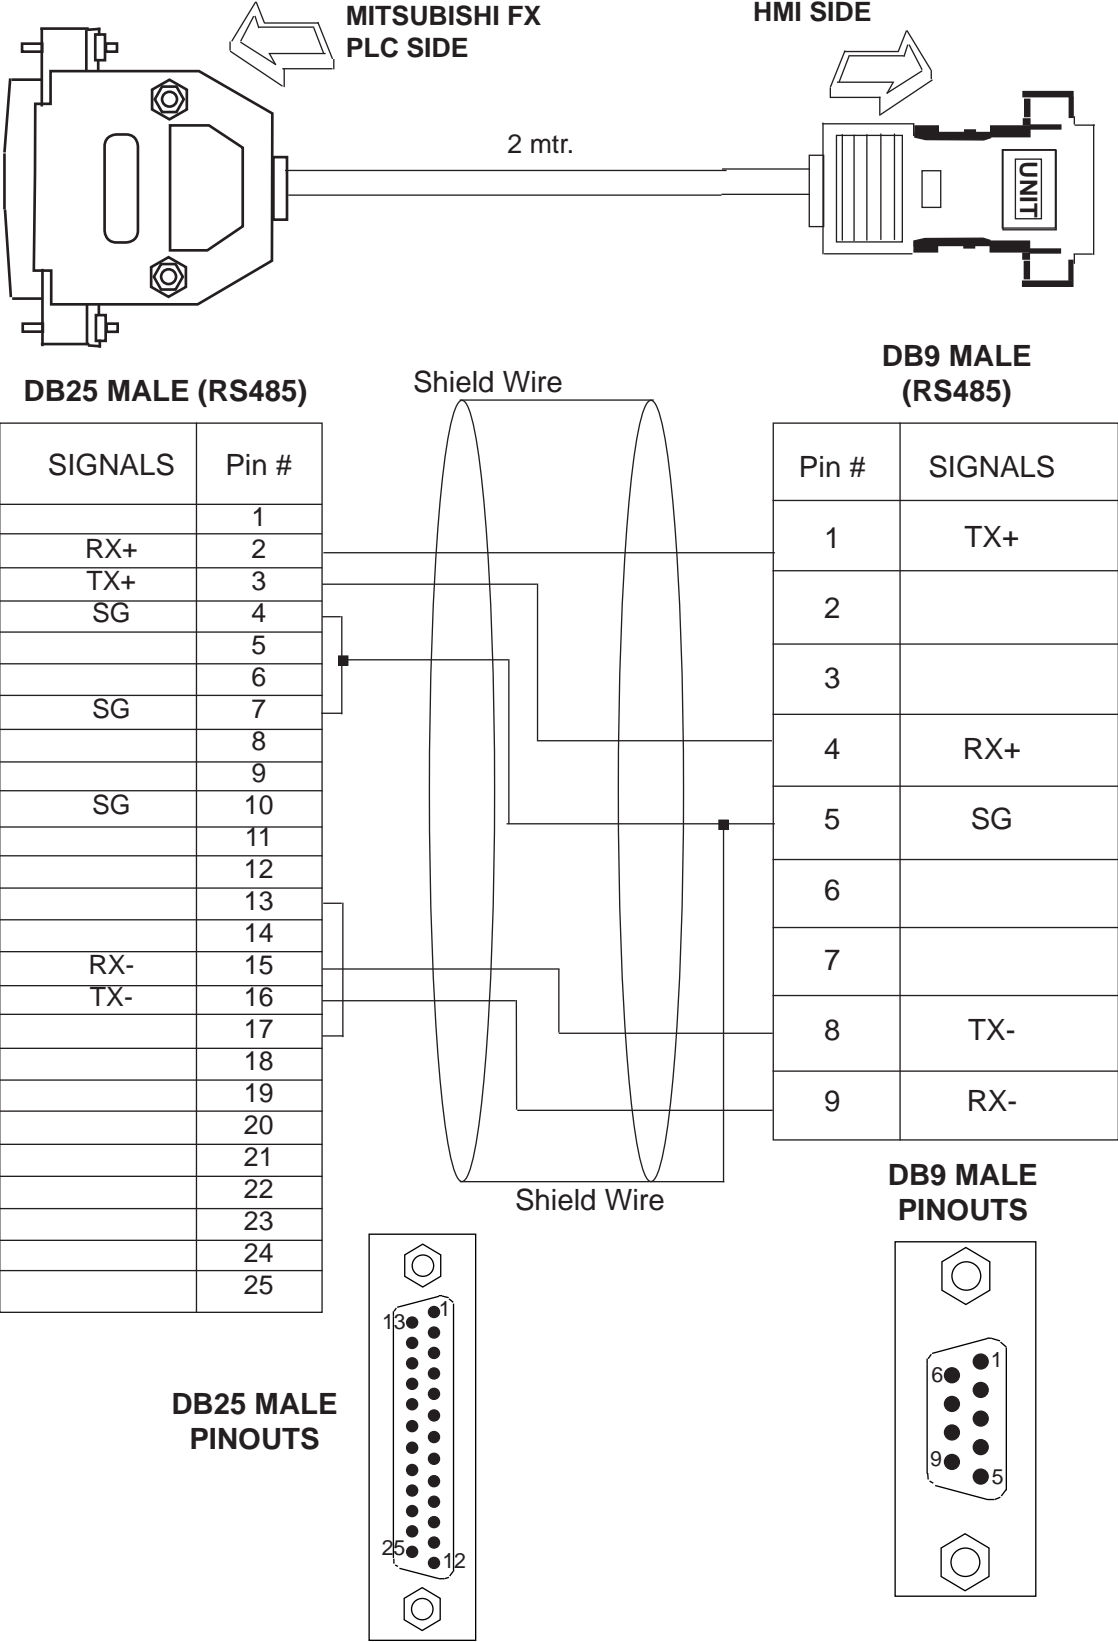 MITSUBISHI FX
PLC SIDE
HMI SIDE
2 mtr.
UNIT
DB25 MALE (RS485)
Shield Wire
DB9 MALE
(RS485)
SIGNALS Pin #
1
RX+ 2
TX+ 3
SG 4
5
6
SG 7
8
9
SG 10
11
12
13
14
RX- 15
TX- 16
17
18
19
20
21
22
23
24
25
Pin # SIGNALS
1 TX+
2
3
4 RX+
5 SG
6
7
8 TX-
9 RX-
Shield Wire
DB9 MALE
PINOUTS
DB25 MALE
PINOUTS
13 1
25 12
6 1
9 5